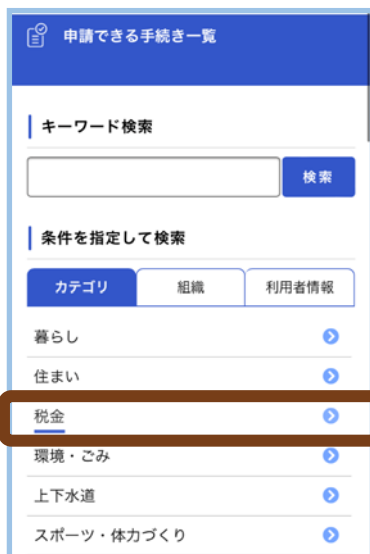 申請できる手続き一覧
キーワード検索
検索
条件を指定して検索
カテゴリ 組織 利用者情報
暮らし
住まい
税金
環境・ごみ
上下水道
スポーツ・体力づくり